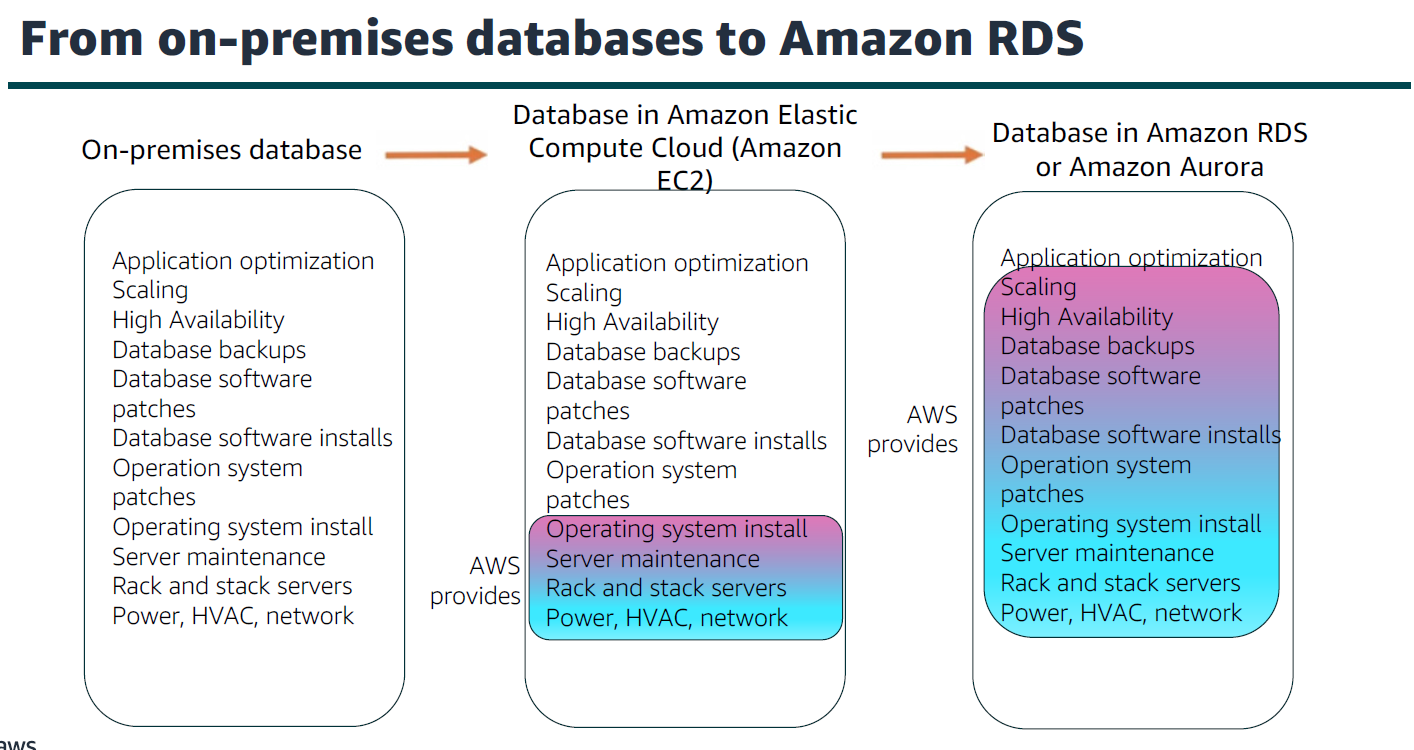 From on-premises databases to Amazon RDS
On-premises database
Application optimization
Scaling
High Availability
Database backups
Database software
patches
Database software installs
Operation system
patches
Operating system install
Server maintenance
Rack and stack servers
Power, HVAC, network
Database in Amazon Elastic
Compute Cloud (Amazon
EC2)
Application optimization
Scaling
High Availability
Database backups
Database software
patches
Database software installs
Operation system
patches
AWS
provides
Operating system install
Server maintenance
Rack and stack servers
Power, HVAC, network
Database in Amazon RDS
or Amazon Aurora
Application optimization
AWS
provides
Scaling
High Availability
Database backups
Database software
patches
Database software installs
Operation system
patches
Operating system install
Server maintenance
Rack and stack servers
Power, HVAC, network
aws